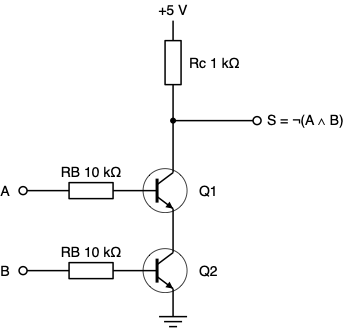 +5 V
Rc 1 kΩ
S = ¬(A ∧ B)
RB 10 kΩ
A
Q1
RB 10 kΩ
B
Q2